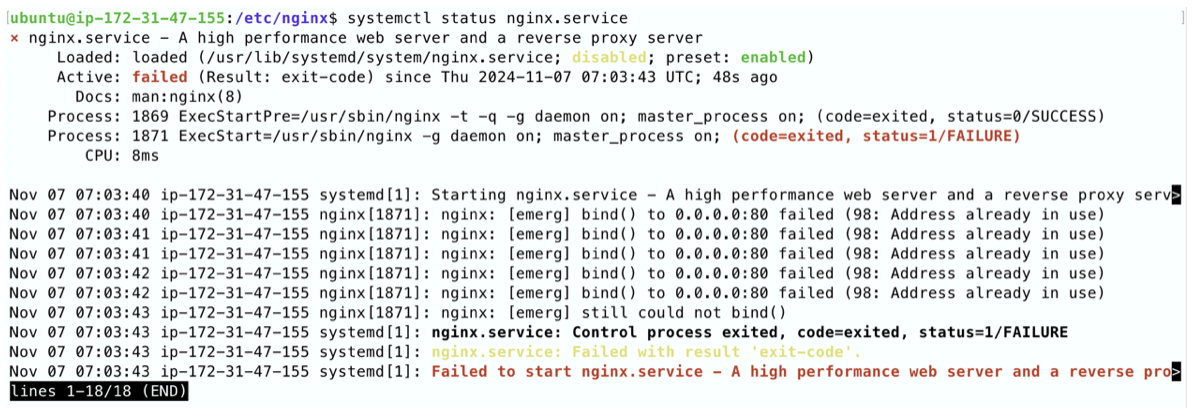 [ubuntu@ip-172-31-47-155:/etc/nginx$ systemctl status nginx.service ]
× nginx.service – A high performance web server and a reverse proxy server
Loaded: loaded (/usr/lib/systemd/system/nginx.service; disabled; preset: enabled)
Active: failed (Result: exit-code) since Thu 2024-11-07 07:03:43 UTC; 48s ago
Docs: man:nginx(8)
Process: 1869 ExecStartPre=/usr/sbin/nginx -t -q -g daemon on; master_process on; (code=exited, status=0/SUCCESS)
Process: 1871 ExecStart=/usr/sbin/nginx -g daemon on; master_process on; (code=exited, status=1/FAILURE)
CPU: 8ms
Nov 07 07:03:40 ip-172-31-47-155 systemd[1]: Starting nginx.service – A high performance web server and a reverse proxy serv>
Nov 07 07:03:40 ip-172-31-47-155 nginx[1871]: nginx: [emerg] bind() to 0.0.0.0:80 failed (98: Address already in use)
Nov 07 07:03:41 ip-172-31-47-155 nginx[1871]: nginx: [emerg] bind() to 0.0.0.0:80 failed (98: Address already in use)
Nov 07 07:03:41 ip-172-31-47-155 nginx[1871]: nginx: [emerg] bind() to 0.0.0.0:80 failed (98: Address already in use)
Nov 07 07:03:42 ip-172-31-47-155 nginx[1871]: nginx: [emerg] bind() to 0.0.0.0:80 failed (98: Address already in use)
Nov 07 07:03:42 ip-172-31-47-155 nginx[1871]: nginx: [emerg] bind() to 0.0.0.0:80 failed (98: Address already in use)
Nov 07 07:03:43 ip-172-31-47-155 nginx[1871]: nginx: [emerg] still could not bind()
Nov 07 07:03:43 ip-172-31-47-155 systemd[1]: nginx.service: Control process exited, code=exited, status=1/FAILURE
Nov 07 07:03:43 ip-172-31-47-155 systemd[1]: nginx.service: Failed with result 'exit-code'.
Nov 07 07:03:43 ip-172-31-47-155 systemd[1]: Failed to start nginx.service – A high performance web server and a reverse pro>
lines 1-18/18 (END)